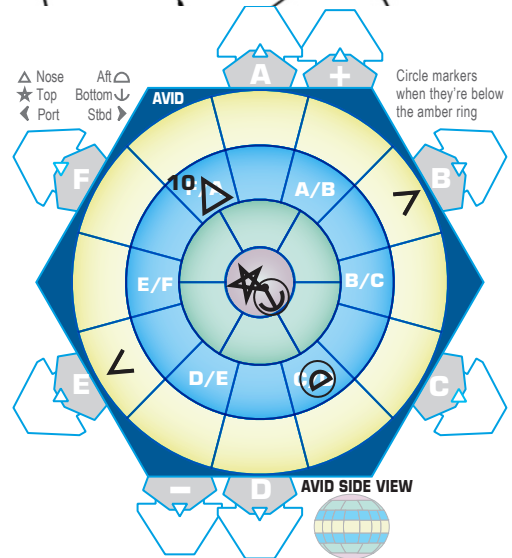 A
+
△ Nose Aft
★ Top Bottom
Port Stbd
AVID
Circle markers
when they're below
the amber ring
F
B
10
A/B
E/F
B/C
E
D/E
C
−
D
AVID SIDE VIEW